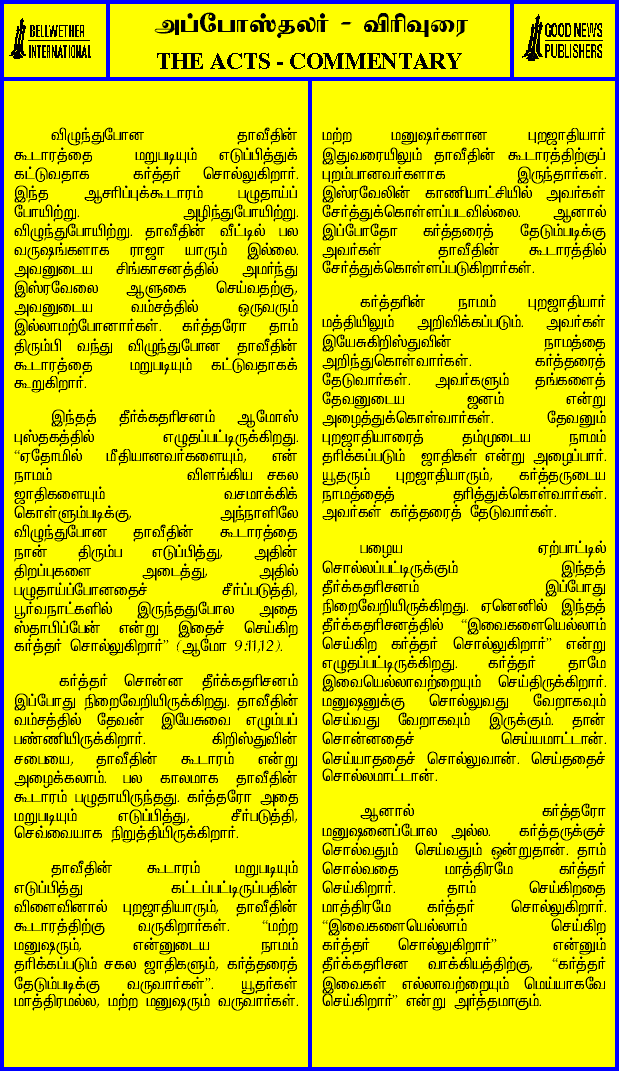 BELLWETHER
INTERNATIONAL
அப்போஸ்தலர் - விரிவுரை
THE ACTS - COMMENTARY
GOOD NEWS
PUBLISHERS
விழுந்துபோன தாவீதின்
கூடாரத்தை மறுபடியும் எடுப்பித்துக்
கட்டுவதாக கர்த்தர் சொல்லுகிறார்.
இந்த ஆசரிப்புக்கூடாரம் பழுதாய்ப்
போயிற்று. அழிந்துபோயிற்று.
விழுந்துபோயிற்று. தாவீதின் வீட்டில் பல
வருஷங்களாக ராஜா யாரும் இல்லை.
அவனுடைய சிங்காசனத்தில் அமர்ந்து
இஸ்ரவேலை ஆளுகை செய்வதற்கு,
அவனுடைய வம்சத்தில் ஒருவரும்
இல்லாமற்போனார்கள். கர்த்தரோ தாம்
திரும்பி வந்து விழுந்துபோன தாவீதின்
கூடாரத்தை மறுபடியும் கட்டுவதாகக்
கூறுகிறார்.
இந்தத் தீர்க்கதரிசனம் ஆமோஸ்
புஸ்தகத்தில் எழுதப்பட்டிருக்கிறது.
“ஏதோமில் மீதியானவர்களையும், என்
நாமம் விளங்கிய சகல
ஜாதிகளையும் வசமாக்கிக்
கொள்ளும்படிக்கு, அந்நாளிலே
விழுந்துபோன தாவீதின் கூடாரத்தை
நான் திரும்ப எடுப்பித்து, அதின்
திறப்புகளை அடைத்து, அதில்
பழுதாய்ப்போனதைச் சீர்ப்படுத்தி,
பூர்வநாட்களில் இருந்ததுபோல அதை
ஸ்தாபிப்பேன் என்று இதைச் செய்கிற
கர்த்தர் சொல்லுகிறார்” (ஆமோ 9:11,12).
கர்த்தர் சொன்ன தீர்க்கதரிசனம்
இப்போது நிறைவேறியிருக்கிறது. தாவீதின்
வம்சத்தில் தேவன் இயேசுவை எழும்பப்
பண்ணியிருக்கிறார். கிறிஸ்துவின்
சபையை, தாவீதின் கூடாரம் என்று
அழைக்கலாம். பல காலமாக தாவீதின்
கூடாரம் பழுதாயிருந்தது. கர்த்தரோ அதை
மறுபடியும் எடுப்பித்து, சீர்படுத்தி,
செவ்வையாக நிறுத்தியிருக்கிறார்.
தாவீதின் கூடாரம் மறுபடியும்
எடுப்பித்து கட்டப்பட்டிருப்பதின்
விளைவினால் புறஜாதியாரும், தாவீதின்
கூடாரத்திற்கு வருகிறார்கள். “மற்ற
மனுஷரும், என்னுடைய நாமம்
தரிக்கப்படும் சகல ஜாதிகளும், கர்த்தரைத்
தேடும்படிக்கு வருவார்கள்”. யூதர்கள்
மாத்திரமல்ல, மற்ற மனுஷரும் வருவார்கள்.
மற்ற மனுஷர்களான புறஜாதியார்
இதுவரையிலும் தாவீதின் கூடாரத்திற்குப்
புறம்பானவர்களாக இருந்தார்கள்.
இஸ்ரவேலின் காணியாட்சியில் அவர்கள்
சேர்த்துக்கொள்ளப்படவில்லை. ஆனால்
இப்போதோ கர்த்தரைத் தேடும்படிக்கு
அவர்கள் தாவீதின் கூடாரத்தில்
சேர்த்துக்கொள்ளப்படுகிறார்கள்.
கர்த்தரின் நாமம் புறஜாதியார்
மத்தியிலும் அறிவிக்கப்படும். அவர்கள்
இயேசுகிறிஸ்துவின் நாமத்தை
அறிந்துகொள்வார்கள். கர்த்தரைத்
தேடுவார்கள். அவர்களும் தங்களைத்
தேவனுடைய ஜனம் என்று
அழைத்துக்கொள்வார்கள். தேவனும்
புறஜாதியாரைத் தம்முடைய நாமம்
தரிக்கப்படும் ஜாதிகள் என்று அழைப்பார்.
யூதரும் புறஜாதியாரும், கர்த்தருடைய
நாமத்தைத் தரித்துக்கொள்வார்கள்.
அவர்கள் கர்த்தரைத் தேடுவார்கள்.
பழைய ஏற்பாட்டில்
சொல்லப்பட்டிருக்கும் இந்தத்
தீர்க்கதரிசனம் இப்போது
நிறைவேறியிருக்கிறது. ஏனெனில் இந்தத்
தீர்க்கதரிசனத்தில் “இவைகளையெல்லாம்
செய்கிற கர்த்தர் சொல்லுகிறார்” என்று
எழுதப்பட்டிருக்கிறது. கர்த்தர் தாமே
இவையெல்லாவற்றையும் செய்திருக்கிறார்.
மனுஷனுக்கு சொல்லுவது வேறாகவும்
செய்வது வேறாகவும் இருக்கும். தான்
சொன்னதைச் செய்யமாட்டான்.
செய்யாததைச் சொல்லுவான். செய்ததைச்
சொல்லமாட்டான்.
ஆனால் கர்த்தரோ
மனுஷனைப்போல அல்ல. கர்த்தருக்குச்
சொல்வதும் செய்வதும் ஒன்றுதான். தாம்
சொல்வதை மாத்திரமே கர்த்தர்
செய்கிறார். தாம் செய்கிறதை
மாத்திரமே கர்த்தர் சொல்லுகிறார்.
“இவைகளையெல்லாம் செய்கிற
கர்த்தர் சொல்லுகிறார்” என்னும்
தீர்க்கதரிசன வாக்கியத்திற்கு, “கர்த்தர்
இவைகள் எல்லாவற்றையும் மெய்யாகவே
செய்கிறார்” என்று அர்த்தமாகும்.